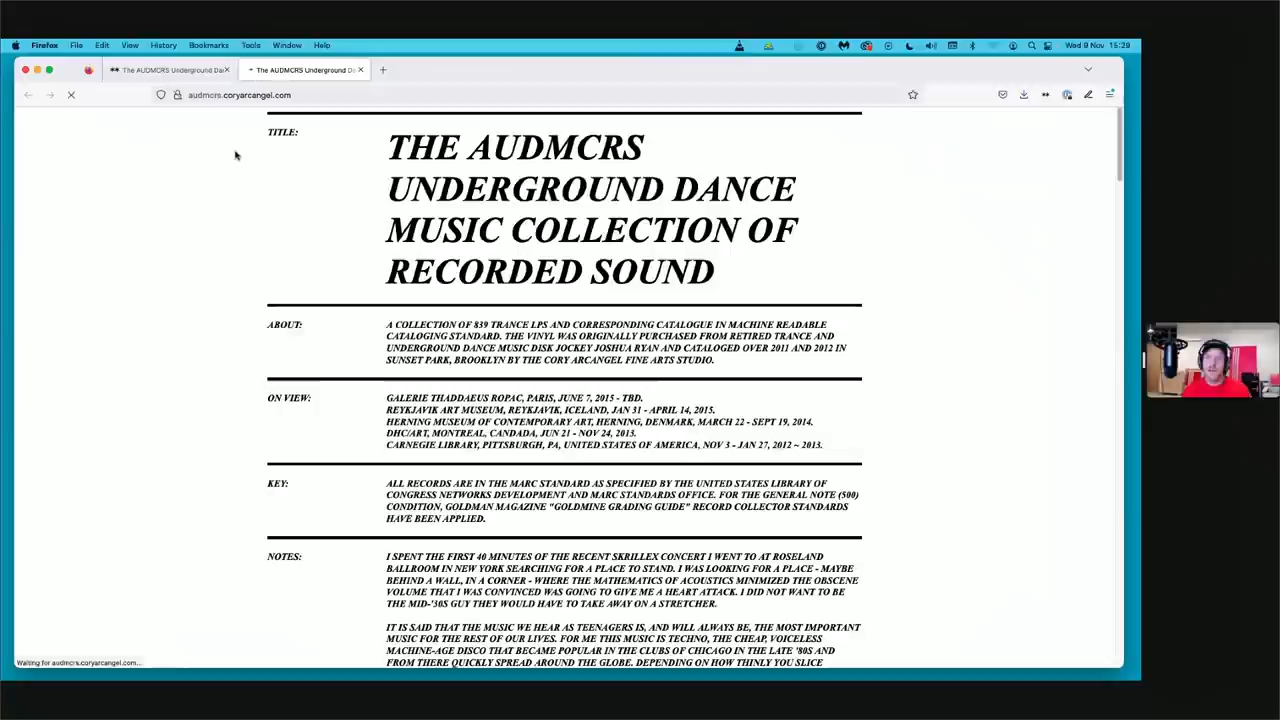 Firefox File Edit View History Bookmarks Tools Window Help Wed 9 Nov 15:29
The AUDMCRS Underground Da The AUDMCRS Underground D
audmcrs.coryarcangel.com
TITLE:
THE AUDMCRS
UNDERGROUND DANCE
MUSIC COLLECTION OF
RECORDED SOUND
ABOUT:
A COLLECTION OF 839 TRANCE LPS AND CORRESPONDING CATALOGUE IN MACHINE READABLE
CATALOGING STANDARD. THE VINYL WAS ORIGINALLY PURCHASED FROM RETIRED TRANCE AND
UNDERGROUND DANCE MUSIC DISK JOCKEY JOSHUA RYAN AND CATALOGED OVER 2011 AND 2012 IN
SUNSET PARK, BROOKLYN BY THE CORY ARCANGEL FINE ARTS STUDIO.
ON VIEW:
GALERIE THADDAEUS ROPAC, PARIS, JUNE 7, 2015 - TBD.
REYKJAVIK ART MUSEUM, REYKJAVIK, ICELAND, JAN 31 - APRIL 14, 2015.
HERNING MUSEUM OF CONTEMPORARY ART, HERNING, DENMARK, MARCH 22 - SEPT 19, 2014.
DHC/ART, MONTREAL, CANDADA, JUN 21 - NOV 24, 2013.
CARNEGIE LIBRARY, PITTSBURGH, PA, UNITED STATES OF AMERICA, NOV 3 - JAN 27, 2012 ~ 2013.
KEY:
ALL RECORDS ARE IN THE MARC STANDARD AS SPECIFIED BY THE UNITED STATES LIBRARY OF
CONGRESS NETWORKS DEVELOPMENT AND MARC STANDARDS OFFICE. FOR THE GENERAL NOTE (500)
CONDITION, GOLDMAN MAGAZINE "GOLDMINE GRADING GUIDE" RECORD COLLECTOR STANDARDS
HAVE BEEN APPLIED.
NOTES:
I SPENT THE FIRST 40 MINUTES OF THE RECENT SKRILLEX CONCERT I WENT TO AT ROSELAND
BALLROOM IN NEW YORK SEARCHING FOR A PLACE TO STAND. I WAS LOOKING FOR A PLACE - MAYBE
BEHIND A WALL, IN A CORNER - WHERE THE MATHEMATICS OF ACOUSTICS MINIMIZED THE OBSCENE
VOLUME THAT I WAS CONVINCED WAS GOING TO GIVE ME A HEART ATTACK. I DID NOT WANT TO BE
THE MID-'30S GUY THEY WOULD HAVE TO TAKE AWAY ON A STRETCHER.
IT IS SAID THAT THE MUSIC WE HEAR AS TEENAGERS IS, AND WILL ALWAYS BE, THE MOST IMPORTANT
MUSIC FOR THE REST OF OUR LIVES. FOR ME THIS MUSIC IS TECHNO, THE CHEAP, VOICELESS
MACHINE-AGE DISCO THAT BECAME POPULAR IN THE CLUBS OF CHICAGO IN THE LATE '80S AND
FROM THERE QUICKLY SPREAD AROUND THE GLOBE. DEPENDING ON HOW THINLY YOU SLICE
Waiting for audmcrs.coryarcangel.com...